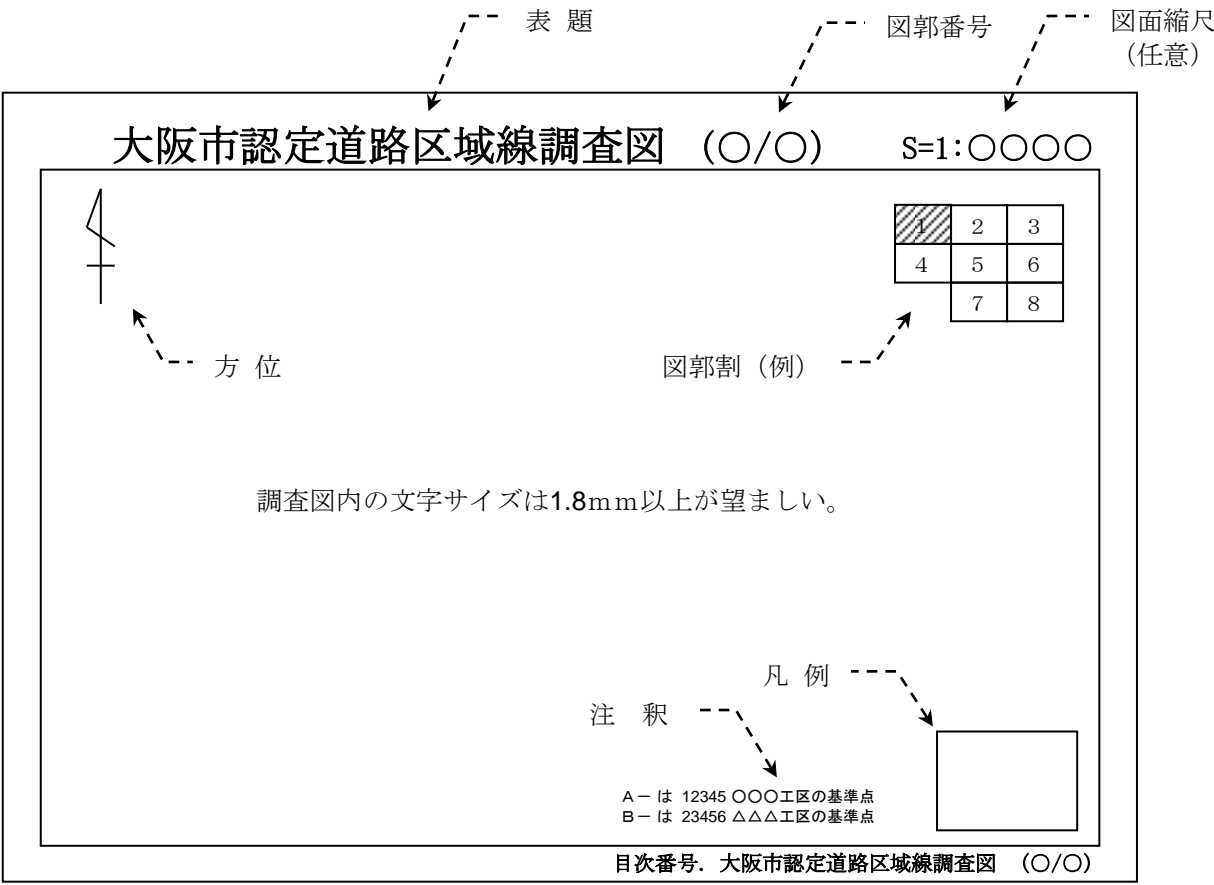 表 題
図郭番号
図面縮尺
（任意）
大阪市認定道路区域線調査図 （○/○） S=1:○○○○
1 2 3
4 5 6
7 8
方 位
図郭割（例）
調査図内の文字サイズは1.8ｍｍ以上が望ましい。
凡 例
注 釈
Ａ－ は 12345 ○○○工区の基準点
Ｂ－ は 23456 △△△工区の基準点
目次番号．大阪市認定道路区域線調査図 （○/○）